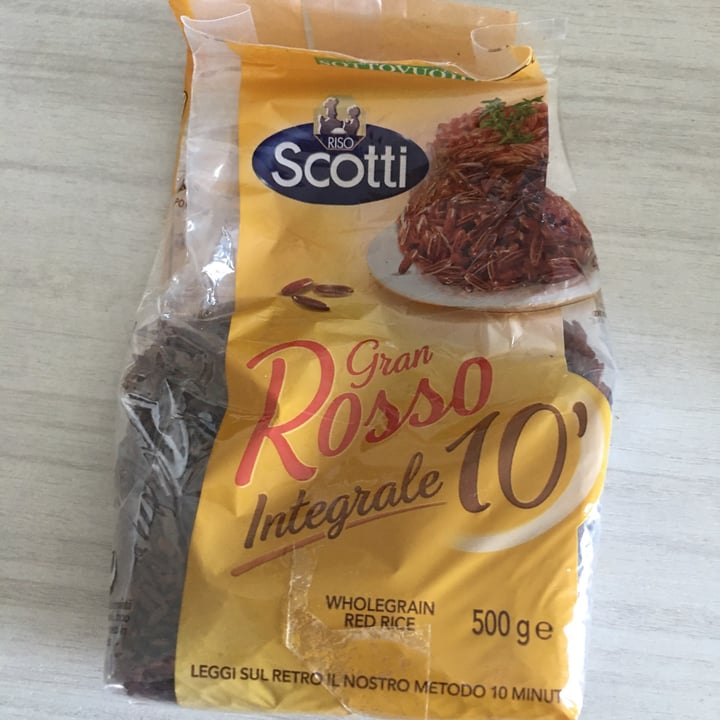 SOTTOVUOTO
RISO
Scotti
Gran
Rosso
Integrale 10'
WHOLEGRAIN
RED RICE
500 g e
LEGGI SUL RETRO IL NOSTRO METODO 10 MINUT